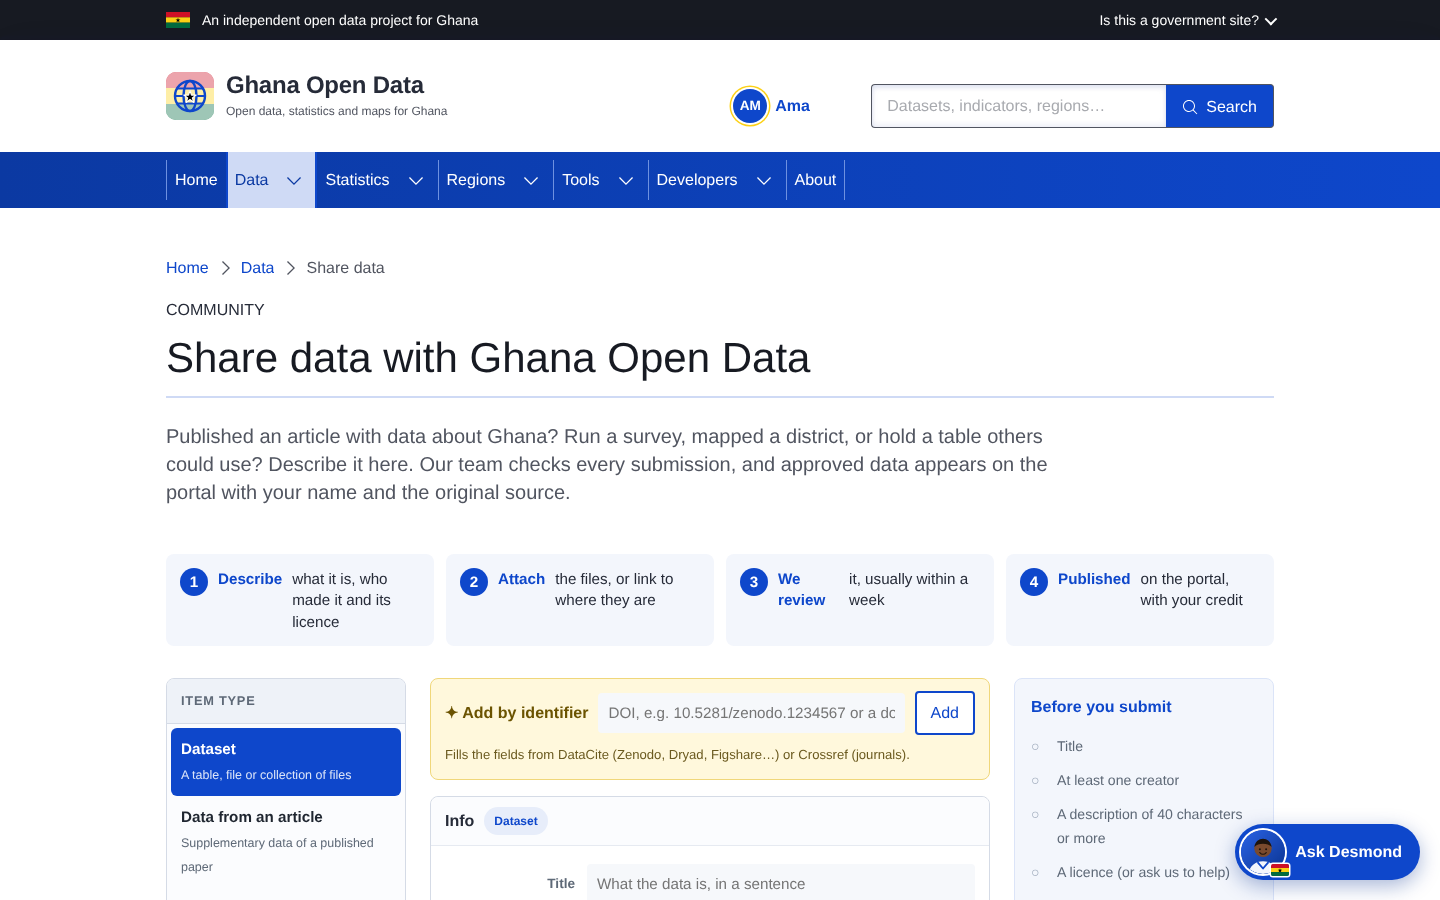 An independent open data project for Ghana
Is this a government site?
Ghana Open Data
Open data, statistics and maps for Ghana
AM
Ama
Datasets, indicators, regions…
Search
Home
Data
Statistics
Regions
Tools
Developers
About
Home
Data
Share data
COMMUNITY
Share data with Ghana Open Data
Published an article with data about Ghana? Run a survey, mapped a district, or hold a table others
could use? Describe it here. Our team checks every submission, and approved data appears on the
portal with your name and the original source.
1
Describe
what it is, who
made it and its
licence
2
Attach
the files, or link to
where they are
3
We
review
it, usually within a
week
4
Published
on the portal,
with your credit
ITEM TYPE
Dataset
A table, file or collection of files
Data from an article
Supplementary data of a published
paper
✦ Add by identifier
DOI, e.g. 10.5281/zenodo.1234567 or a dc
Add
Fills the fields from DataCite (Zenodo, Dryad, Figshare…) or Crossref (journals).
Info
Dataset
Title
What the data is, in a sentence
Before you submit
○ Title
○ At least one creator
○ A description of 40 characters
or more
○ A licence (or ask us to help)
Ask Desmond